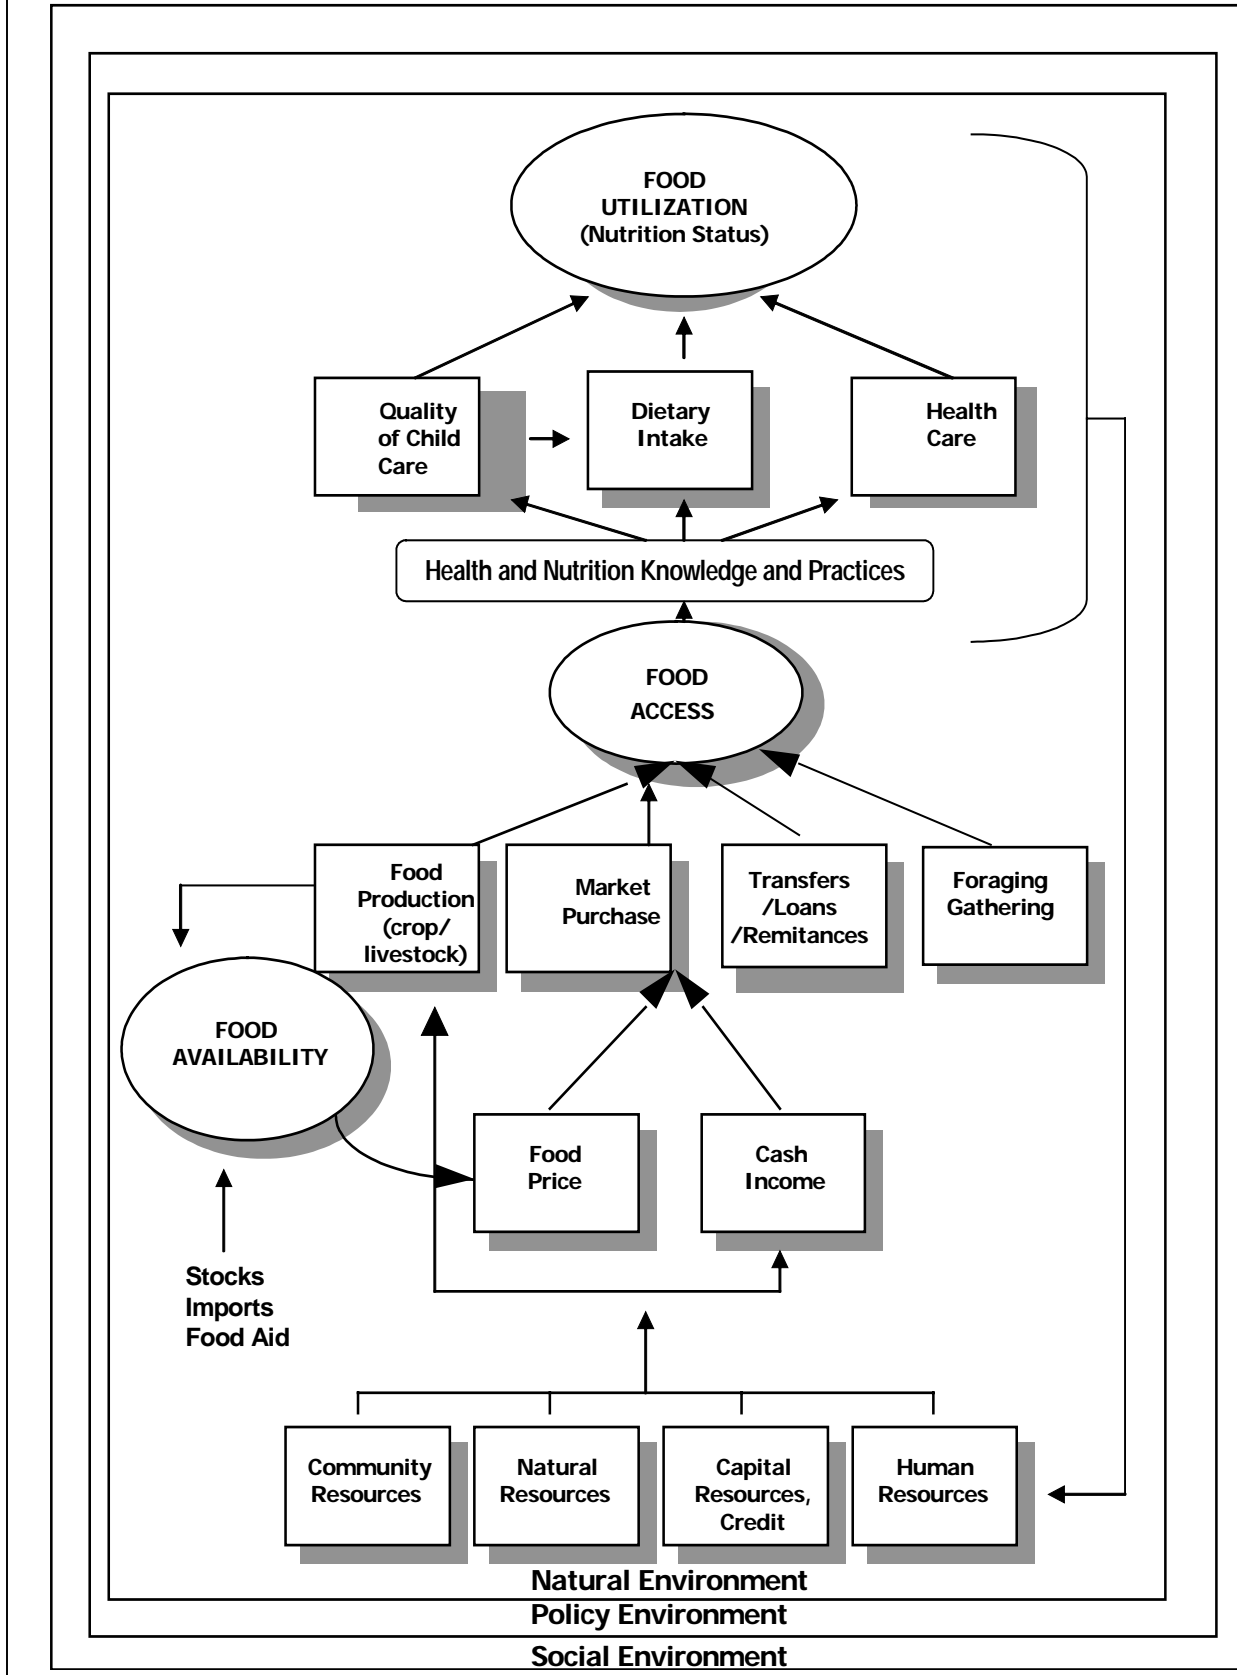 FOOD
UTILIZATION
(Nutrition Status)
Quality
of Child
Care
Dietary
Intake
Health
Care
Health and Nutrition Knowledge and Practices
FOOD
ACCESS
Food
Production
(crop/
livestock)
Market
Purchase
Transfers
/Loans
/Remitances
Foraging
Gathering
FOOD
AVAILABILITY
Food
Price
Cash
Income
Stocks
Imports
Food Aid
Community
Resources
Natural
Resources
Capital
Resources,
Credit
Human
Resources
Natural Environment
Policy Environment
Social Environment